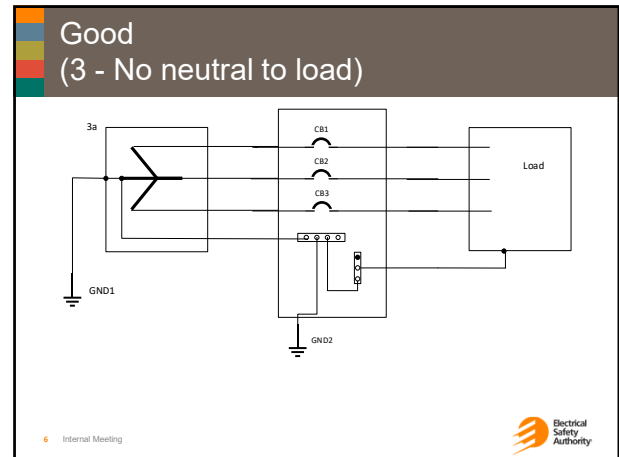 Good
(3 - No neutral to load)
3a
CB1
CB2
CB3
Load
GND1
GND2
6 Internal Meeting
Electrical
Safety
Authority